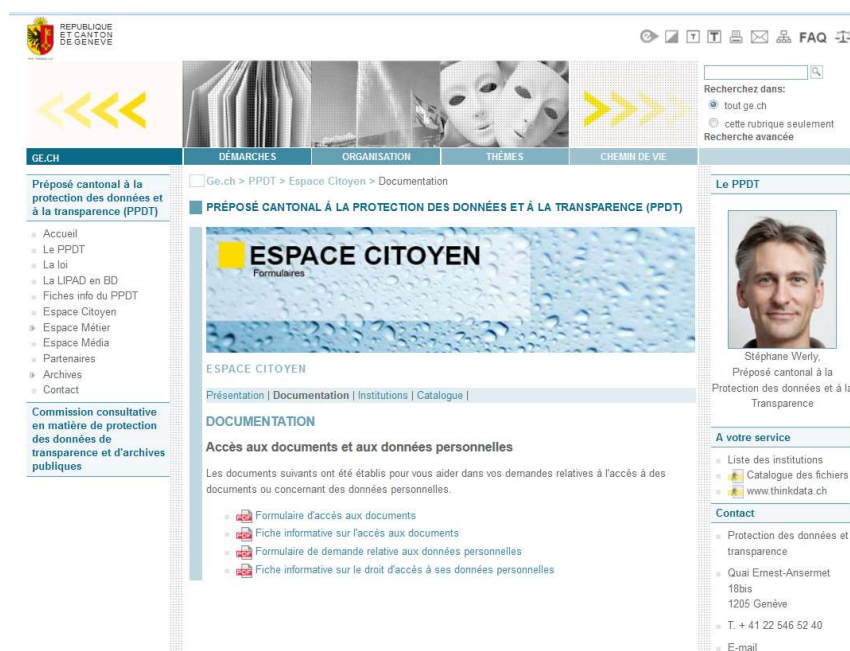 REPUBLIQUE
ET CANTON
DE GENEVE
T
T
FAQ
Recherchez dans:
tout ge.ch
cette rubrique seulement
Recherche avancée
GE.CH
DÉMARCHES
ORGANISATION
THÈMES
CHEMIN DE VIE
Préposé cantonal à la
protection des données et
à la transparence (PPDT)
Accueil
Le PPDT
La loi
La LIPAD en BD
Fiches info du PPDT
Espace Citoyen
Espace Métier
Espace Média
Partenaires
Archives
Contact
Commission consultative
en matière de protection
des données de
transparence et d'archives
publiques
Ge.ch > PPDT > Espace Citoyen > Documentation
PRÉPOSÉ CANTONAL À LA PROTECTION DES DONNÉES ET À LA TRANSPARENCE (PPDT)
ESPACE CITOYEN
Formulaires
ESPACE CITOYEN
Présentation | Documentation | Institutions | Catalogue |
DOCUMENTATION
Accès aux documents et aux données personnelles
Les documents suivants ont été établis pour vous aider dans vos demandes relatives à l'accès à des
documents ou concernant des données personnelles.
PDF Formulaire d'accès aux documents
PDF Fiche informative sur l'accès aux documents
PDF Formulaire de demande relative aux données personnelles
PDF Fiche informative sur le droit d'accès à ses données personnelles
Le PPDT
Stéphane Werly,
Préposé cantonal à la
Protection des données et à la
Transparence
A votre service
Liste des institutions
Catalogue des fichiers
www.thinkdata.ch
Contact
Protection des données et
transparence
Quai Ernest-Ansermet
18bis
1205 Genève
T. + 41 22 546 52 40
E-mail